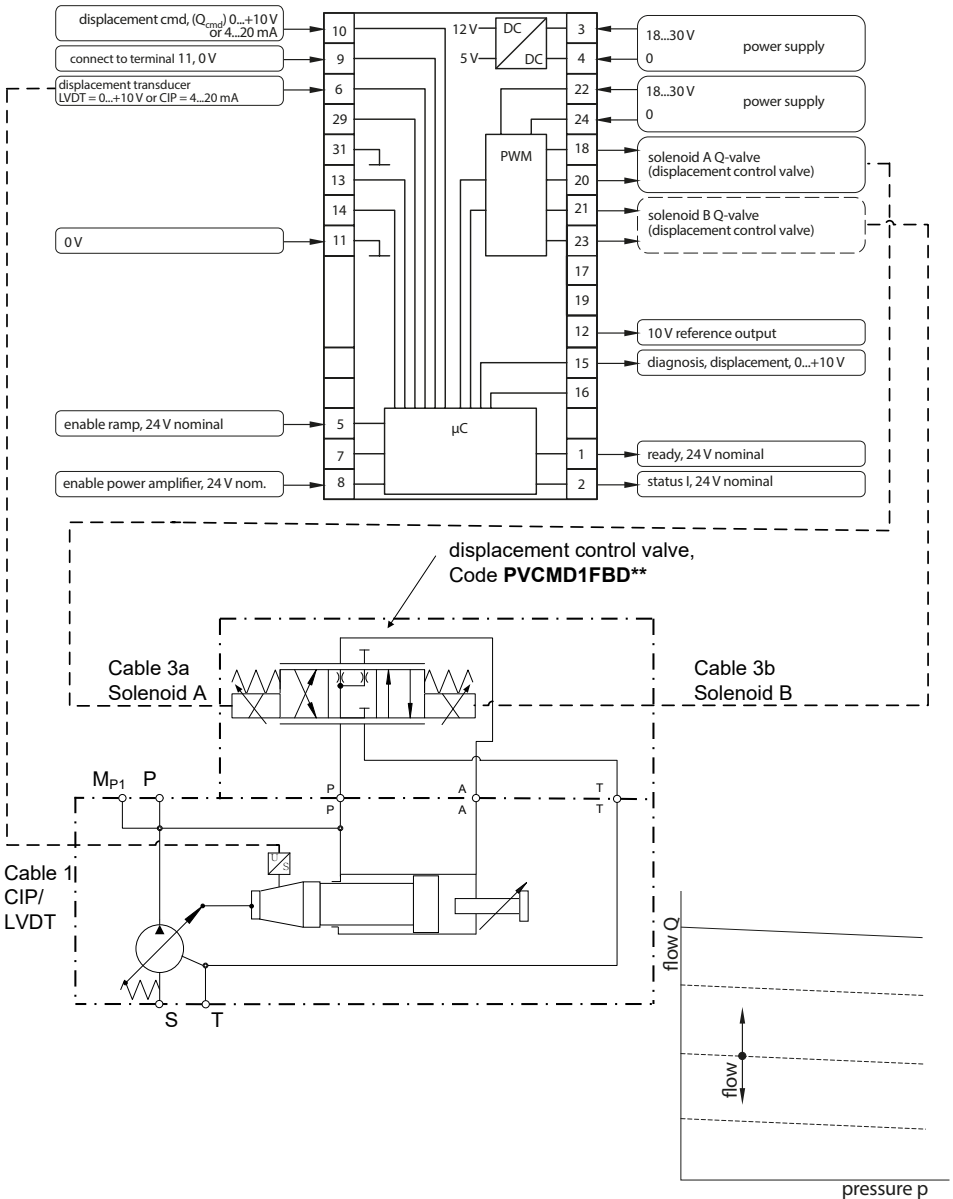 displacement cmd, (Qcmd) 0...+10 V
or 4...20 mA
connect to terminal 11, 0 V
displacement transducer
LVDT = 0...+10 V or CIP = 4...20 mA
0 V
enable ramp, 24 V nominal
enable power amplifier, 24 V nom.
10
9
6
29
31
13
14
11
5
7
8
12 V
5 V
DC
DC
PWM
µC
3
4
22
24
18
20
21
23
17
19
12
15
16
1
2
18...30 V
0
power supply
18...30 V
0
power supply
solenoid A Q-valve
(displacement control valve)
solenoid B Q-valve
(displacement control valve)
10 V reference output
diagnosis, displacement, 0...+10 V
ready, 24 V nominal
status I, 24 V nominal
displacement control valve,
Code PVCMD1FBD**
Cable 3a
Solenoid A
Cable 3b
Solenoid B
MP1
P
P
P
A
A
T
T
U
S
Cable 1
CIP/
LVDT
S
T
flow Q
flow
pressure p